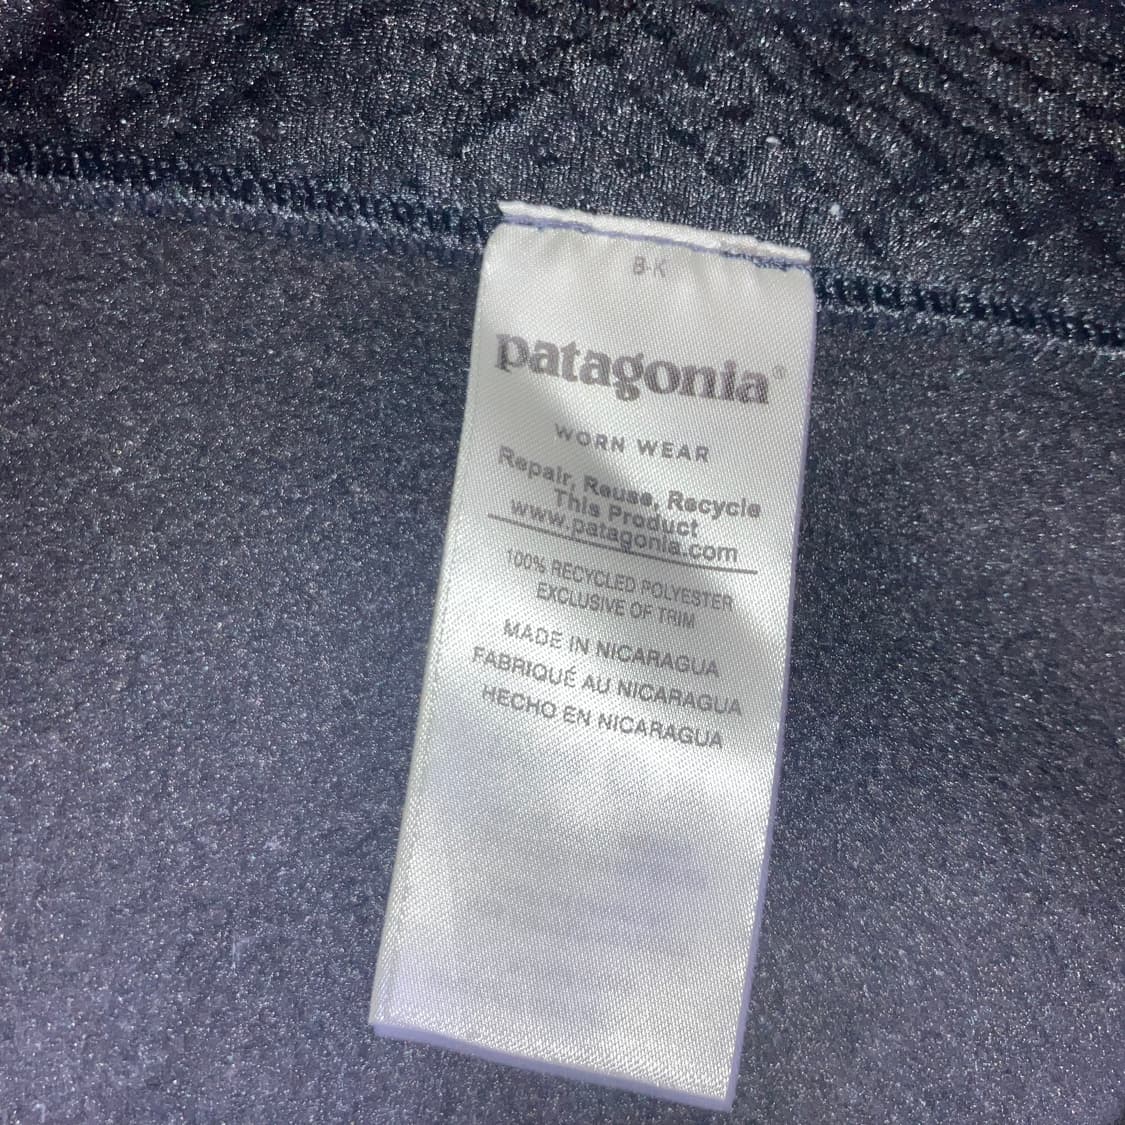 B-K
patagonia®
WORN WEAR
Repair, Reuse, Recycle
This Product
www.patagonia.com
100% RECYCLED POLYESTER
EXCLUSIVE OF TRIM
MADE IN NICARAGUA
FABRIQUÉ AU NICARAGUA
HECHO EN NICARAGUA